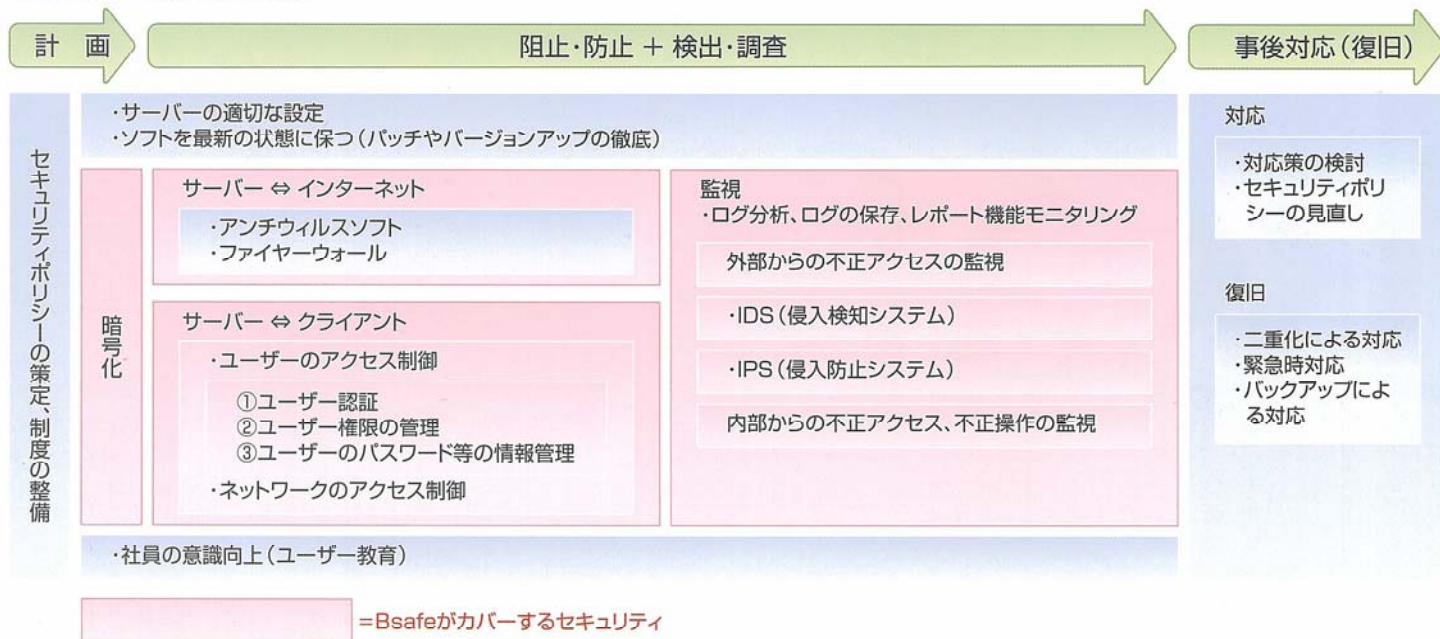 計 画
阻止・防止 + 検出・調査
事後対応(復旧)
セキュリティポリシーの策定、制度の整備
・サーバーの適切な設定
・ソフトを最新の状態に保つ(パッチやバージョンアップの徹底)
暗号化
サーバー ⇔ インターネット
・アンチウィルスソフト
・ファイヤーウォール
サーバー ⇔ クライアント
・ユーザーのアクセス制御
①ユーザー認証
②ユーザー権限の管理
③ユーザーのパスワード等の情報管理
・ネットワークのアクセス制御
監視
・ログ分析、ログの保存、レポート機能モニタリング
外部からの不正アクセスの監視
・IDS(侵入検知システム)
・IPS(侵入防止システム)
内部からの不正アクセス、不正操作の監視
・社員の意識向上(ユーザー教育)
対応
・対応策の検討
・セキュリティポリ
シーの見直し
復旧
・二重化による対応
・緊急時対応
・バックアップによ
る対応
=Bsafeがカバーするセキュリティ